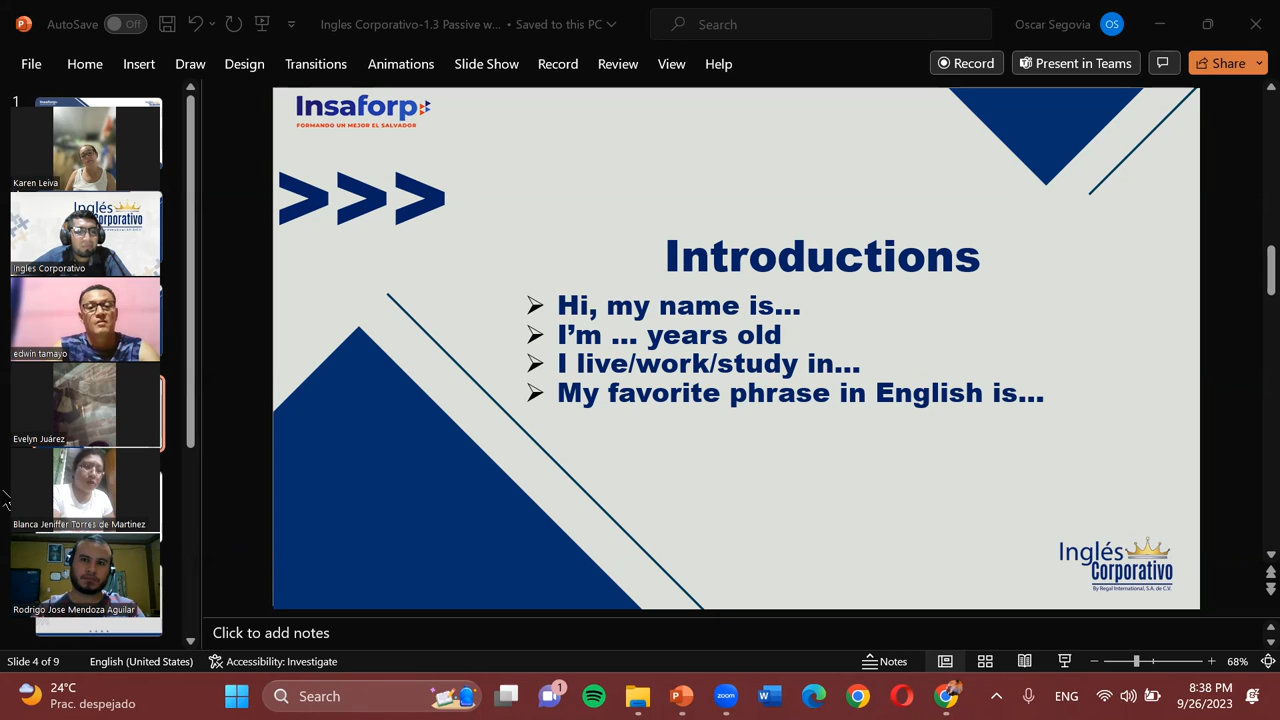 AutoSave Off Ingles Corporativo-1.3 Passive w... • Saved to this PC Search Oscar Segovia OS
File Home Insert Draw Design Transitions Animations Slide Show Record Review View Help Record Present in Teams Share
1
Karen Leiva
Inglés
Corporativo
Ingles Corporativo
edwin tamayo
Evelyn Juárez
Blanca Jeniffer Torres de Martinez
Rodrigo Jose Mendoza Aguilar
Insaforp
FORMANDO UN MEJOR EL SALVADOR
>>>
Introductions
Hi, my name is...
I'm ... years old
I live/work/study in...
My favorite phrase in English is...
Inglés
Corporativo
By Regal International, S.A. de C.V.
Click to add notes
Slide 4 of 9 English (United States) Accessibility: Investigate Notes 68%
24°C
Prac. despejado
Search
1
ENG
8:38 PM
9/26/2023